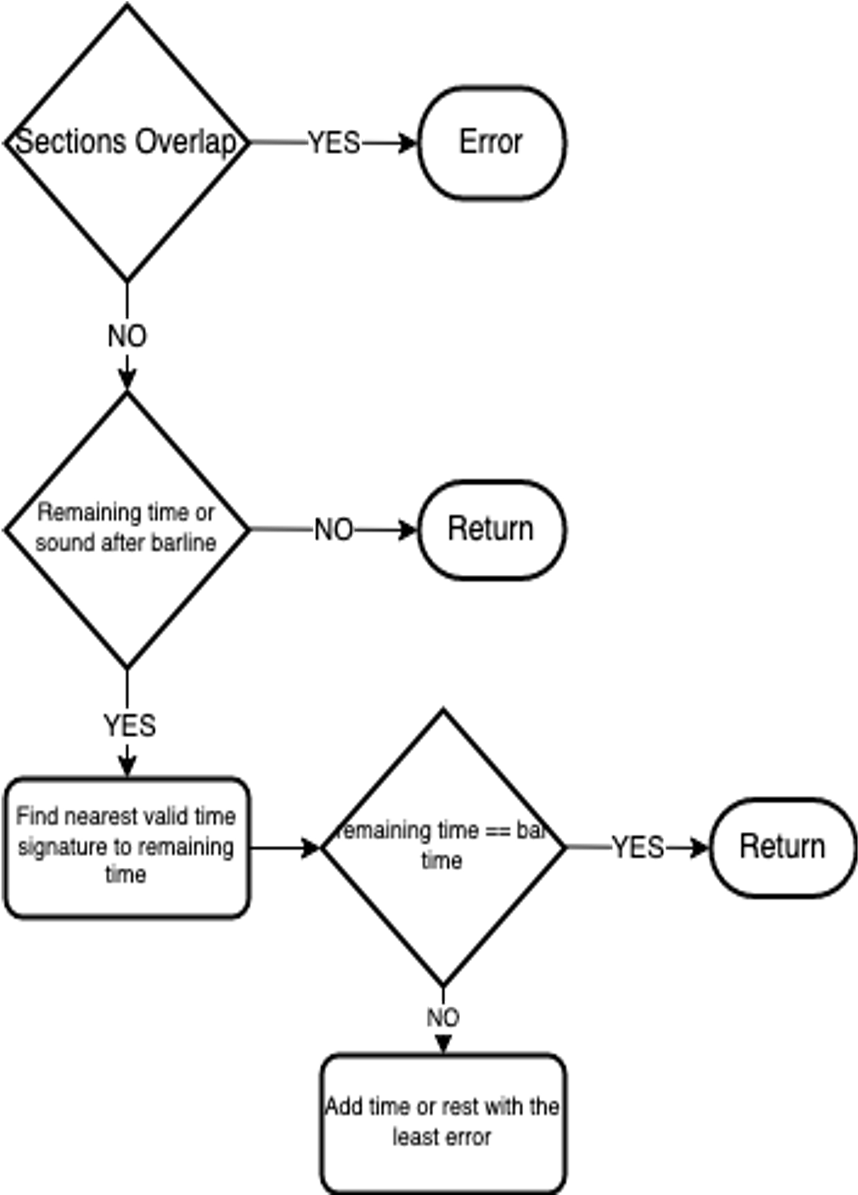 Sections Overlap
YES
Error
NO
Remaining time or
sound after barline
NO
Return
YES
Find nearest valid time
signature to remaining
time
remaining time == bar
time
YES
Return
NO
Add time or rest with the
least error